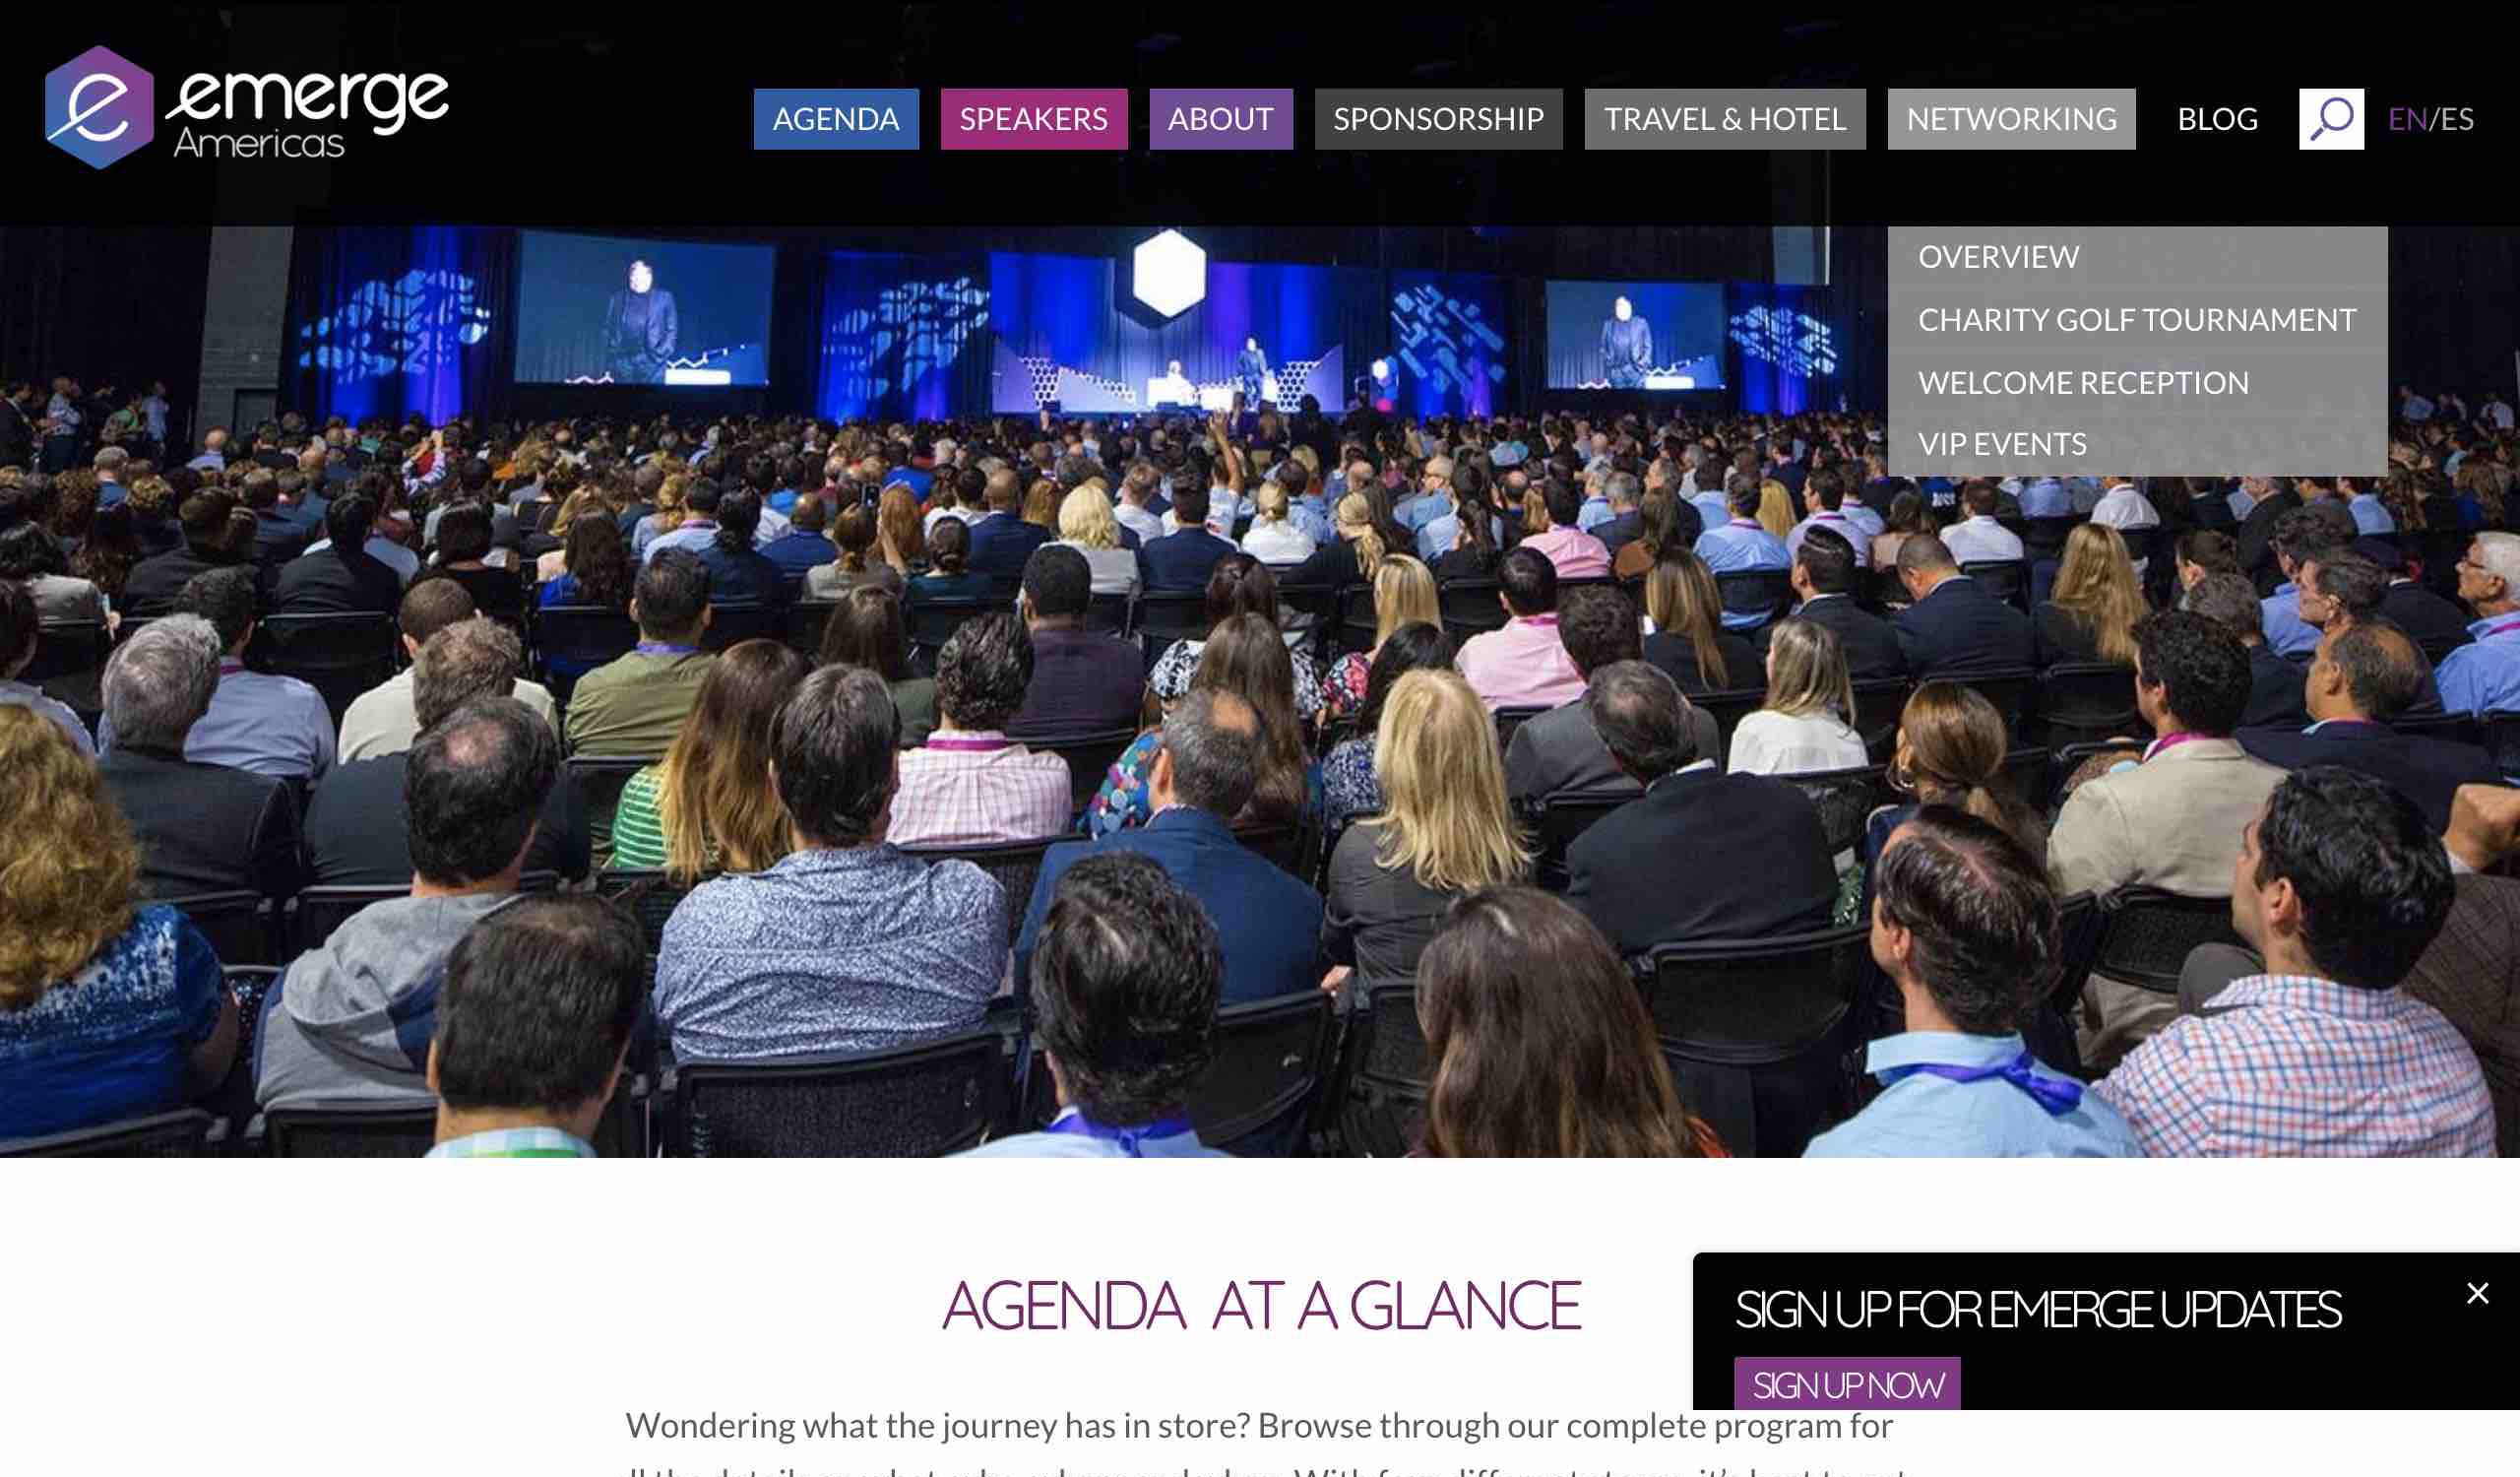 emerge
Americas
AGENDA SPEAKERS ABOUT SPONSORSHIP TRAVEL & HOTEL NETWORKING BLOG EN/ES
OVERVIEW
CHARITY GOLF TOURNAMENT
WELCOME RECEPTION
VIP EVENTS
AGENDA AT A GLANCE
SIGN UP FOR EMERGE UPDATES
×
SIGN UP NOW
Wondering what the journey has in store? Browse through our complete program for